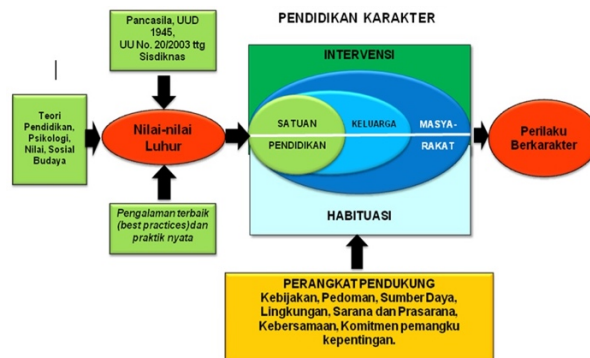 PENDIDIKAN KARAKTER
Pancasila, UUD
1945,
UU No. 20/2003 ttg
Sisdiknas
INTERVENSI
Teori
Pendidikan,
Psikologi,
Nilai, Sosial
Budaya
Nilai-nilai
Luhur
SATUAN
PENDIDIKAN
KELUARGA
MASYA-
RAKAT
Perilaku
Berkarakter
Pengalaman terbaik
(best practices)dan
praktik nyata
HABITUASI
PERANGKAT PENDUKUNG
Kebijakan, Pedoman, Sumber Daya,
Lingkungan, Sarana dan Prasarana,
Kebersamaan, Komitmen pemangku
kepentingan.